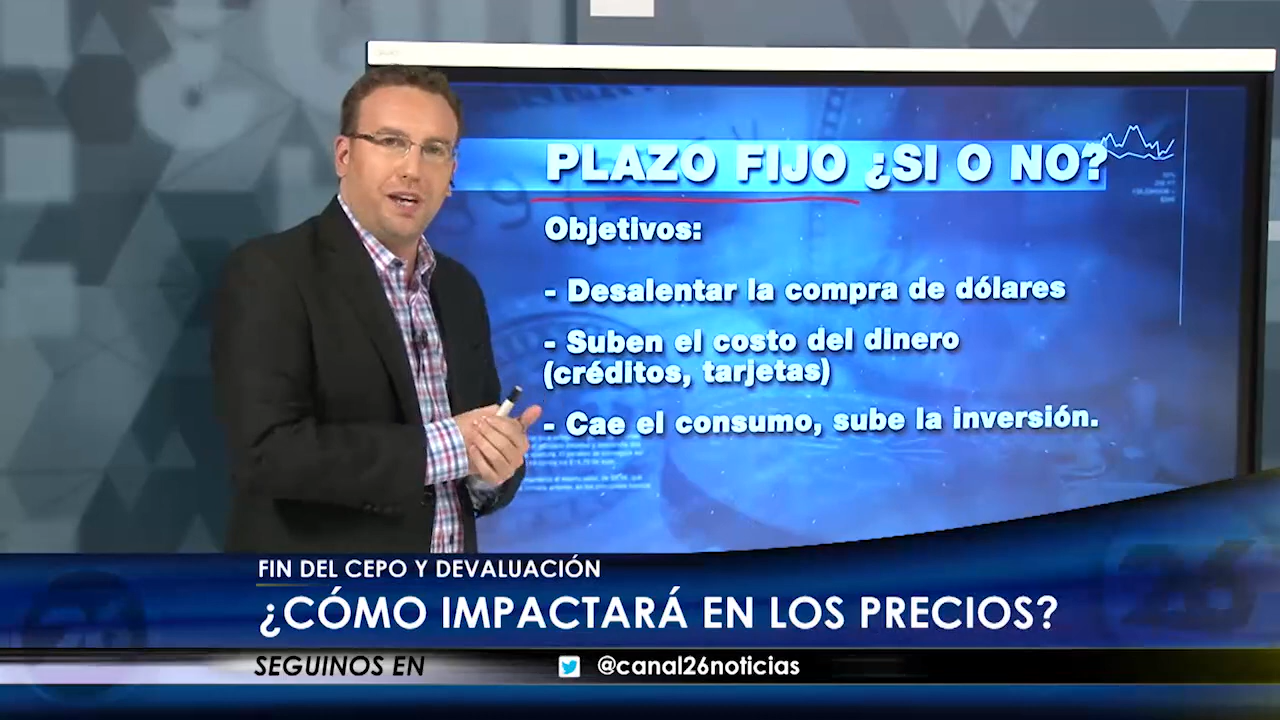 PLAZO FIJO ¿SI O NO?
Objetivos:
- Desalentar la compra de dólares
- Suben el costo del dinero
(créditos, tarjetas)
- Cae el consumo, sube la inversión.
FIN DEL CEPO Y DEVALUACIÓN
¿CÓMO IMPACTARÁ EN LOS PRECIOS?
26
SEGUINOS EN
@canal26noticias